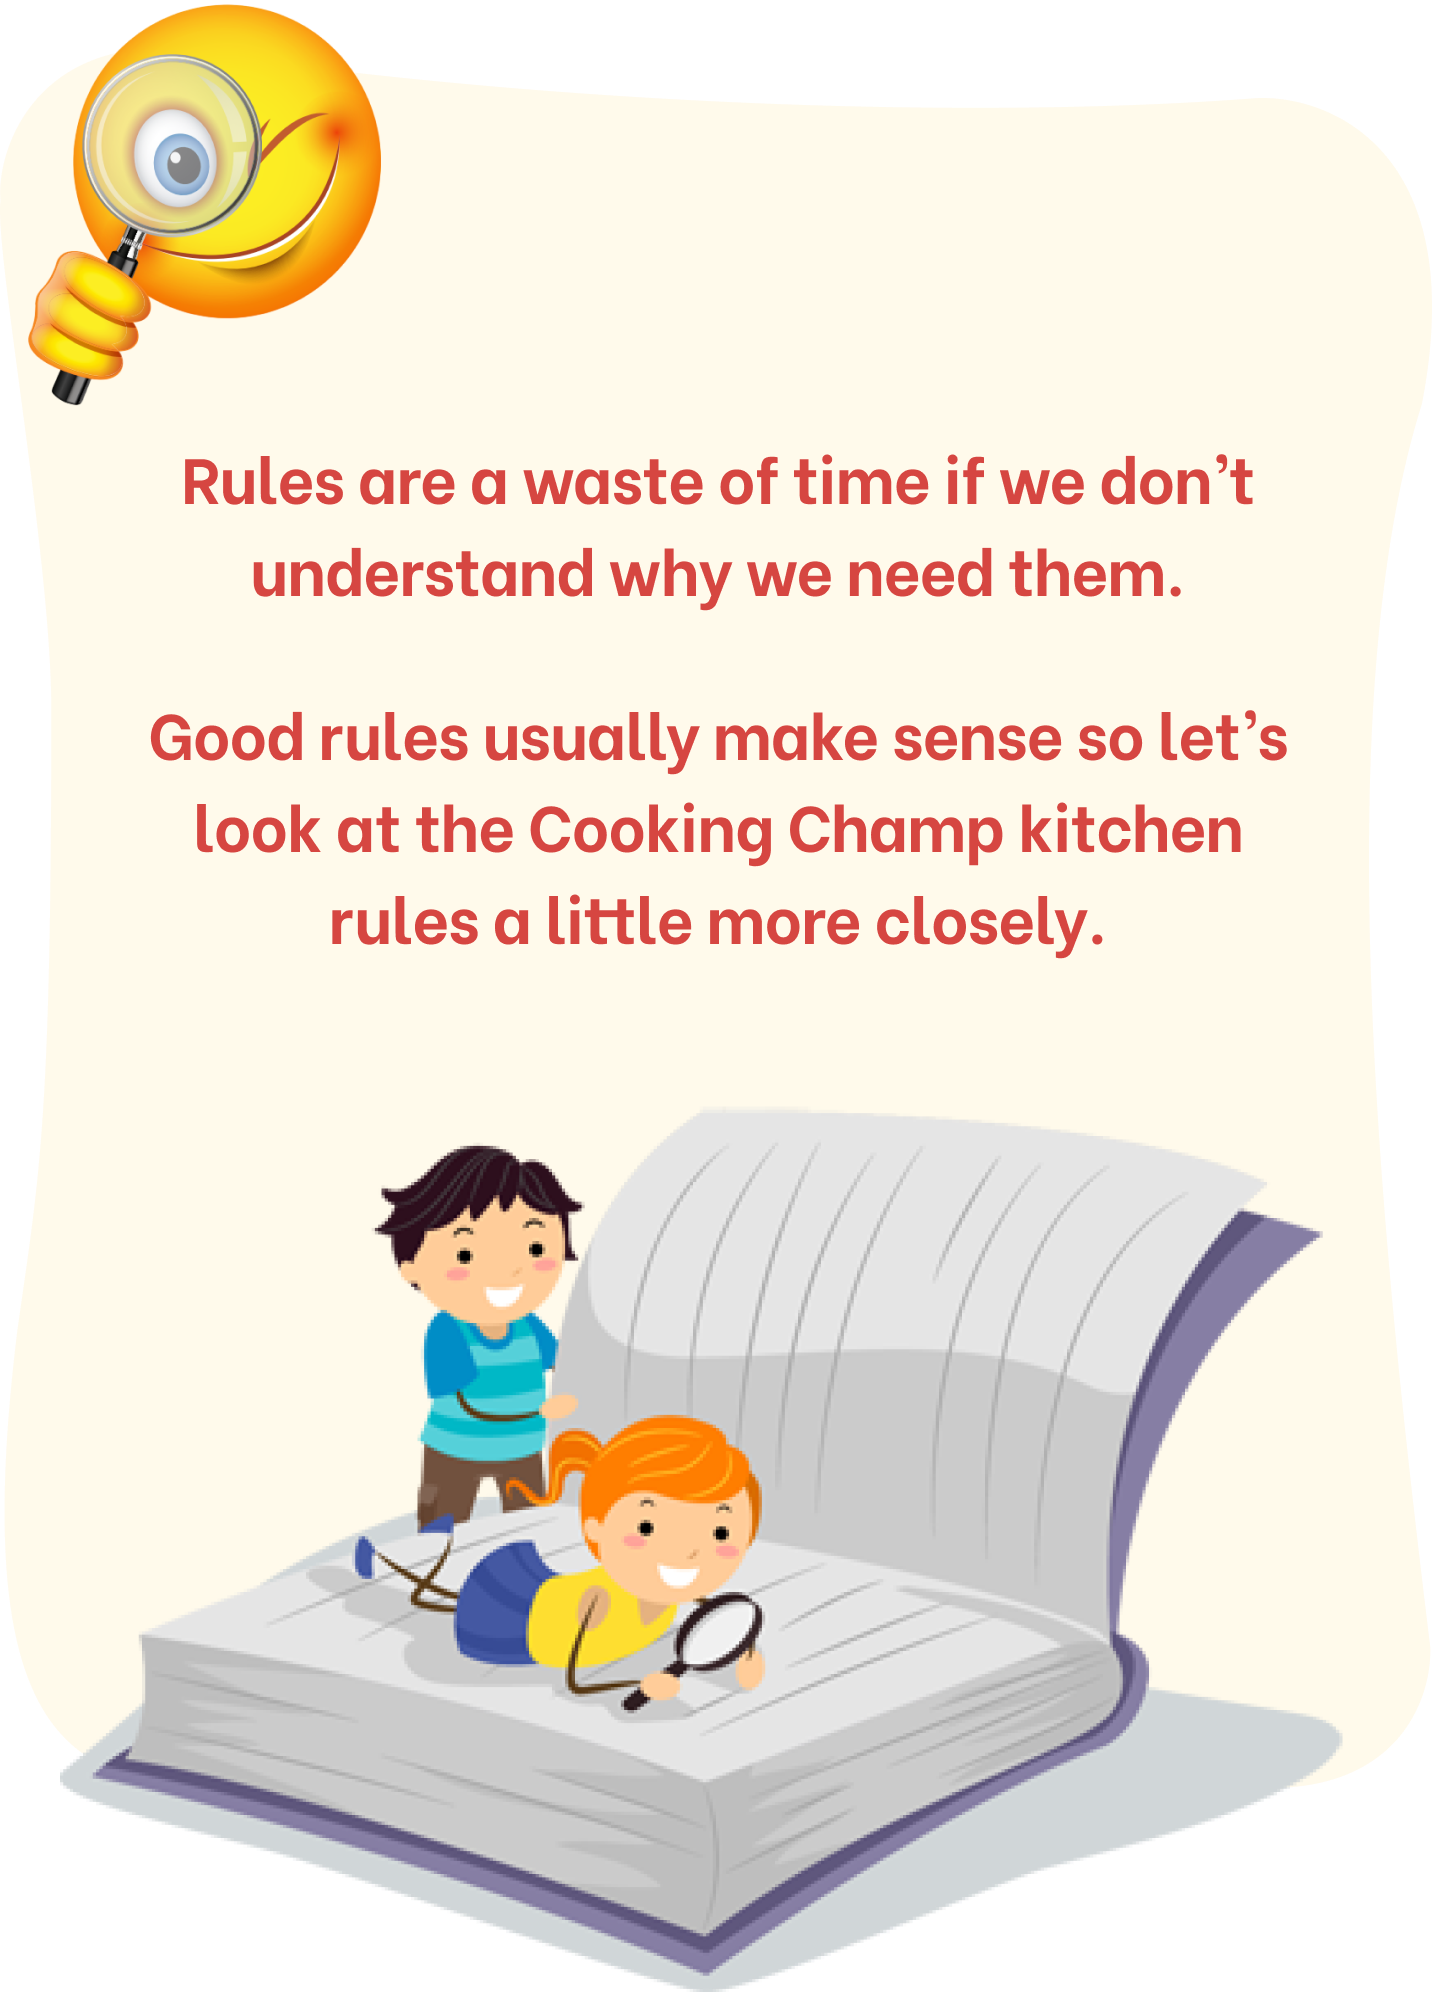 Rules are a waste of time if we don’t
understand why we need them.
Good rules usually make sense so let’s
look at the Cooking Champ kitchen
rules a little more closely.